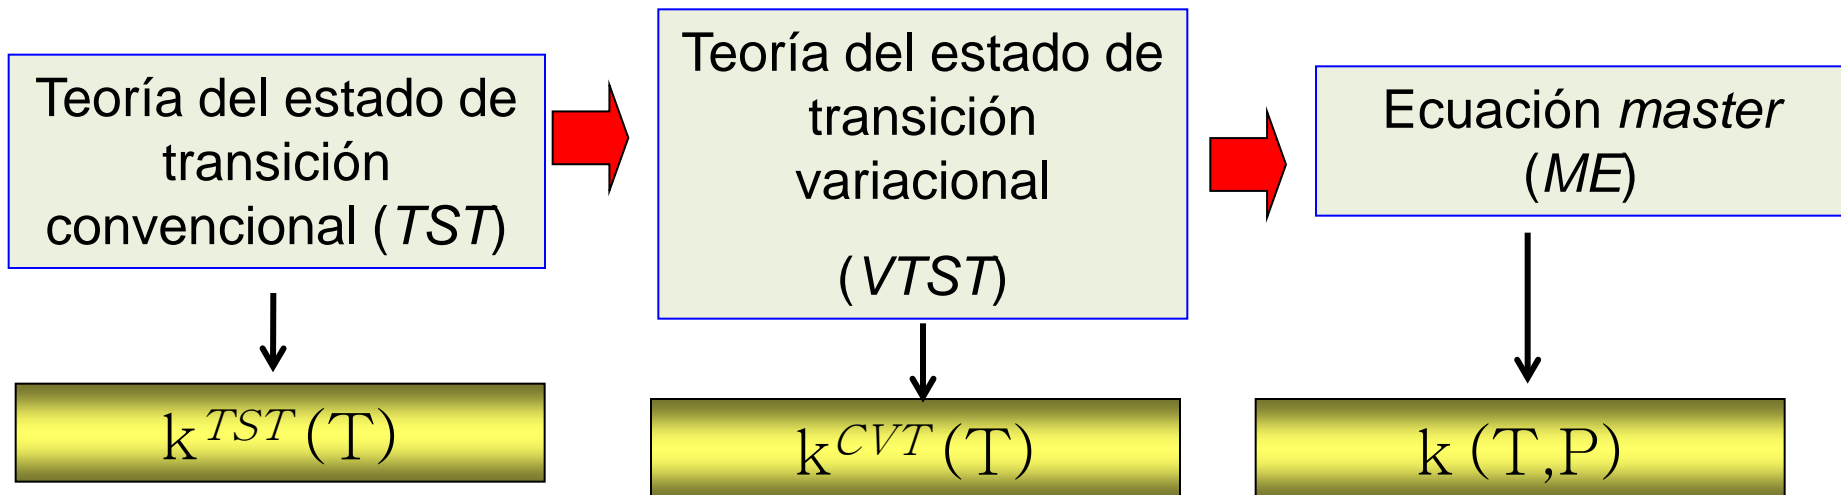 Teoría del estado de
transición
convencional (TST)
Teoría del estado de
transición
variacional
(VTST)
Ecuación master
(ME)
k^TST(T)
k^CVT(T)
k (T,P)